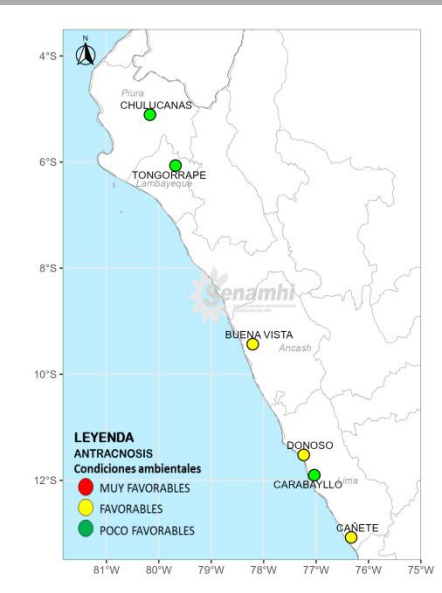 N
4°S
Piura
CHULUCANAS
6°S
TONGORRAPE
Lambayeque
8°S
Senamhi
BUENA VISTA
Ancash
10°S
LEYENDA
ANTRACNOSIS
Condiciones ambientales
MUY FAVORABLES
FAVORABLES
POCO FAVORABLES
DONOSO
12°S
CARABAYLLO
Lima
CAÑETE
81°W 80°W 79°W 78°W 77°W 76°W 75°W